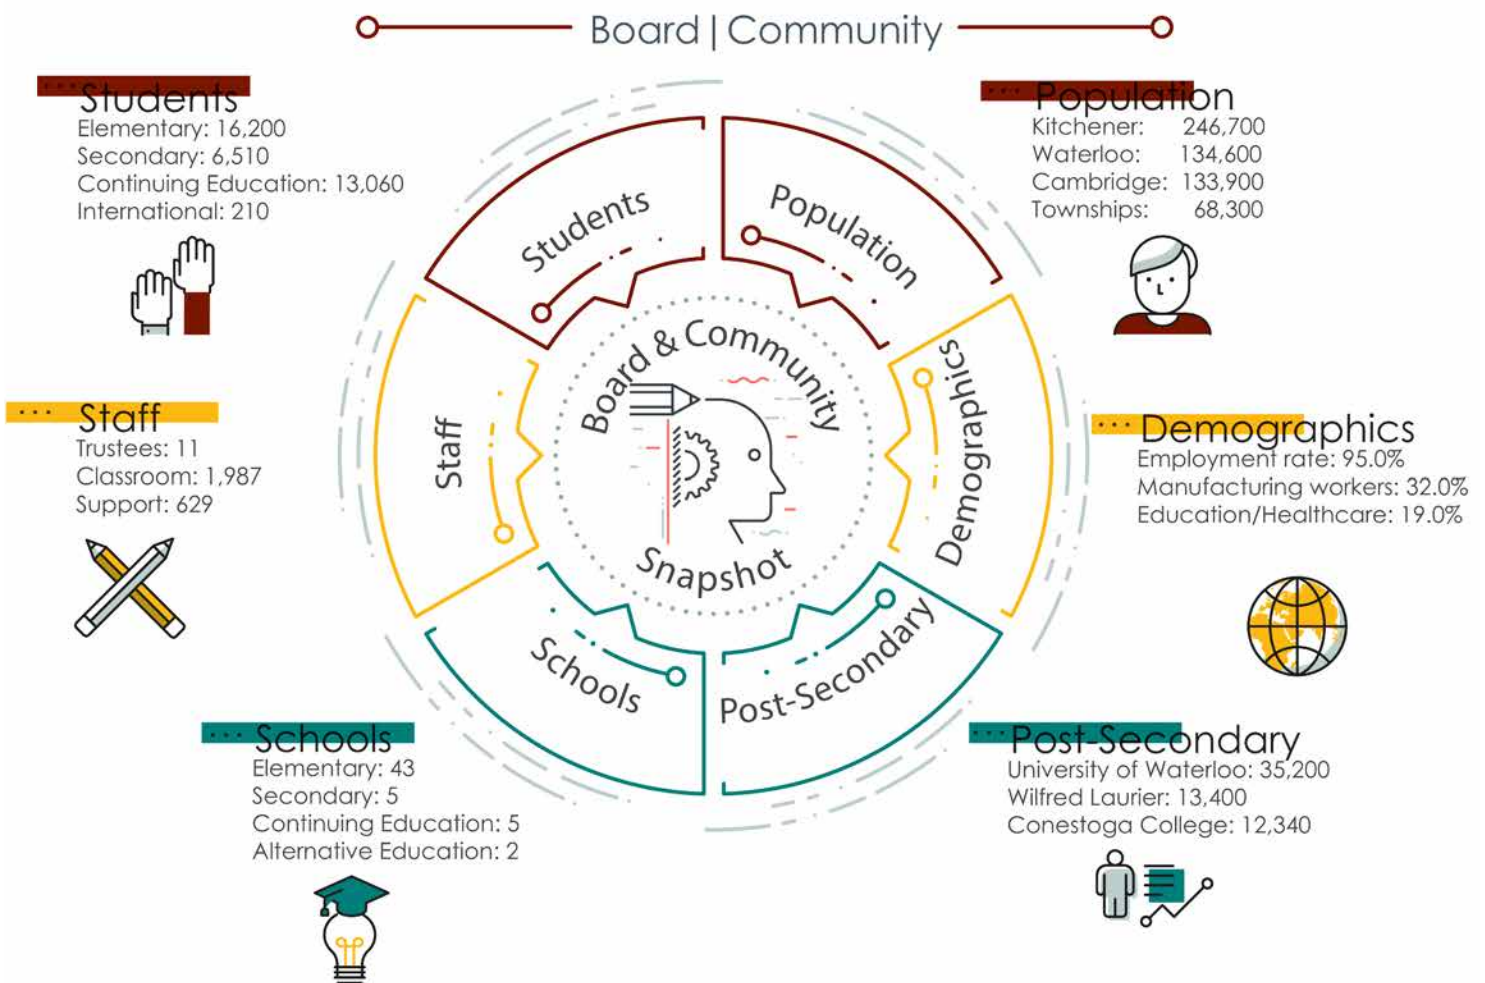 Board | Community
Students
Elementary: 16,200
Secondary: 6,510
Continuing Education: 13,060
International: 210
Population
Kitchener: 246,700
Waterloo: 134,600
Cambridge: 133,900
Townships: 68,300
Students
Population
Staff
Trustees: 11
Classroom: 1,987
Support: 629
Staff
Board & Community
Snapshot
Demographics
Demographics
Employment rate: 95.0%
Manufacturing workers: 32.0%
Education/Healthcare: 19.0%
Schools
Post-Secondary
Schools
Elementary: 43
Secondary: 5
Continuing Education: 5
Alternative Education: 2
Post-Secondary
University of Waterloo: 35,200
Wilfred Laurier: 13,400
Conestoga College: 12,340